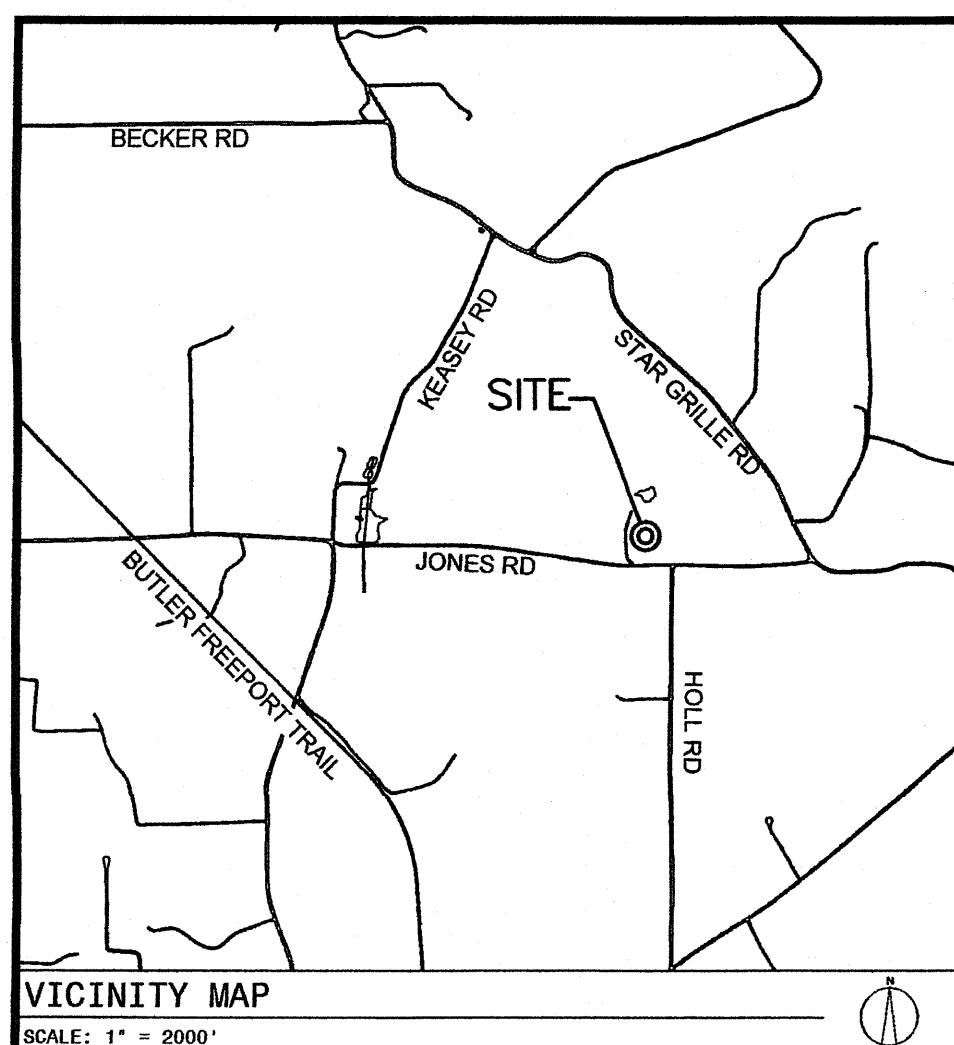 BECKER RD
KEASEY RD
STAR GRILLE RD
SITE
JONES RD
BUTLER FREEPORT TRAIL
HOLL RD
VICINITY MAP
N
SCALE: 1" = 2000'